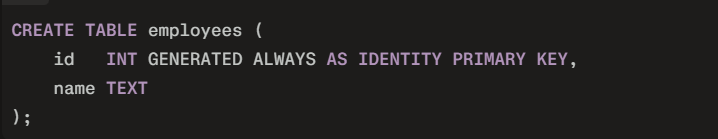 CREATE TABLE employees (
    id   INT GENERATED ALWAYS AS IDENTITY PRIMARY KEY,
    name TEXT
);